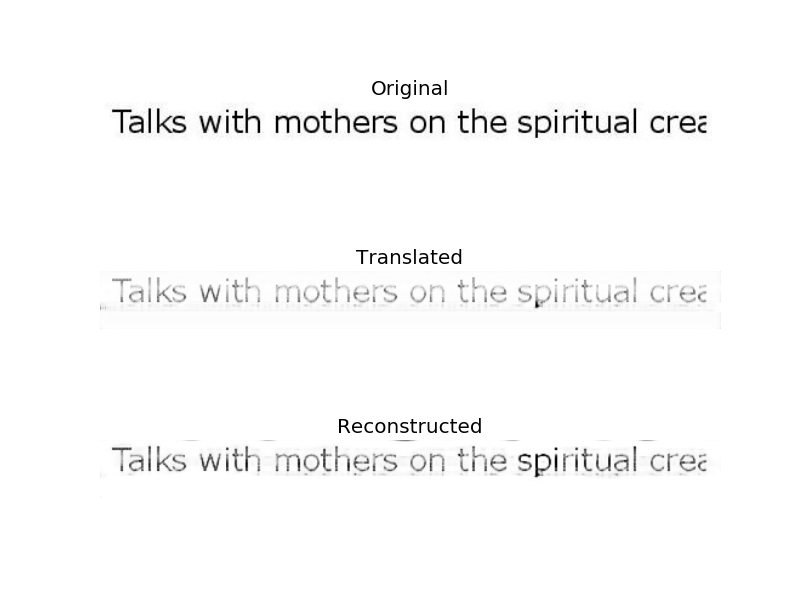 Original
Talks with mothers on the spiritual crea
Translated
Talks with mothers on the spiritual crea
Reconstructed
Talks with mothers on the spiritual crea